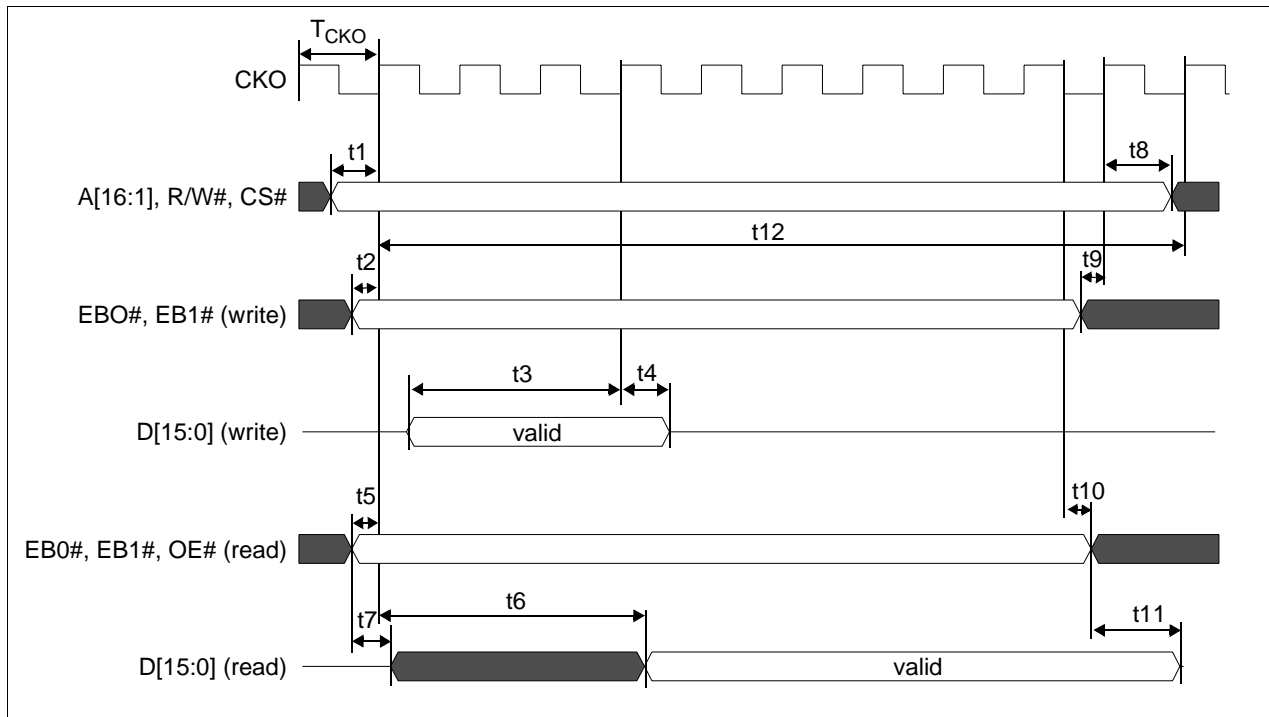 TCKO
CKO
t1
t8
A[16:1], R/W#, CS#
t12
t2
t9
EBO#, EB1# (write)
t3
t4
D[15:0] (write)
valid
t5
t10
EB0#, EB1#, OE# (read)
t6
t7
t11
D[15:0] (read)
valid